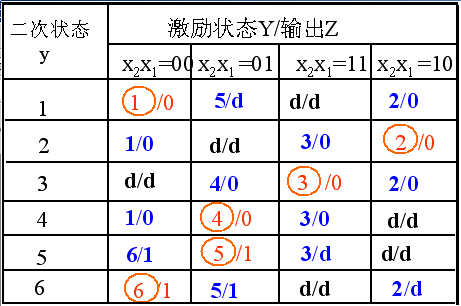 二次状态 激励状态Y/输出Z
y x₂x₁=00 x₂x₁=01 x₂x₁=11 x₂x₁=10
1 1/0 5/d d/d 2/0
2 1/0 d/d 3/0 2/0
3 d/d 4/0 3/0 2/0
4 1/0 4/0 3/0 d/d
5 6/1 5/1 3/d d/d
6 6/1 5/1 d/d 2/d